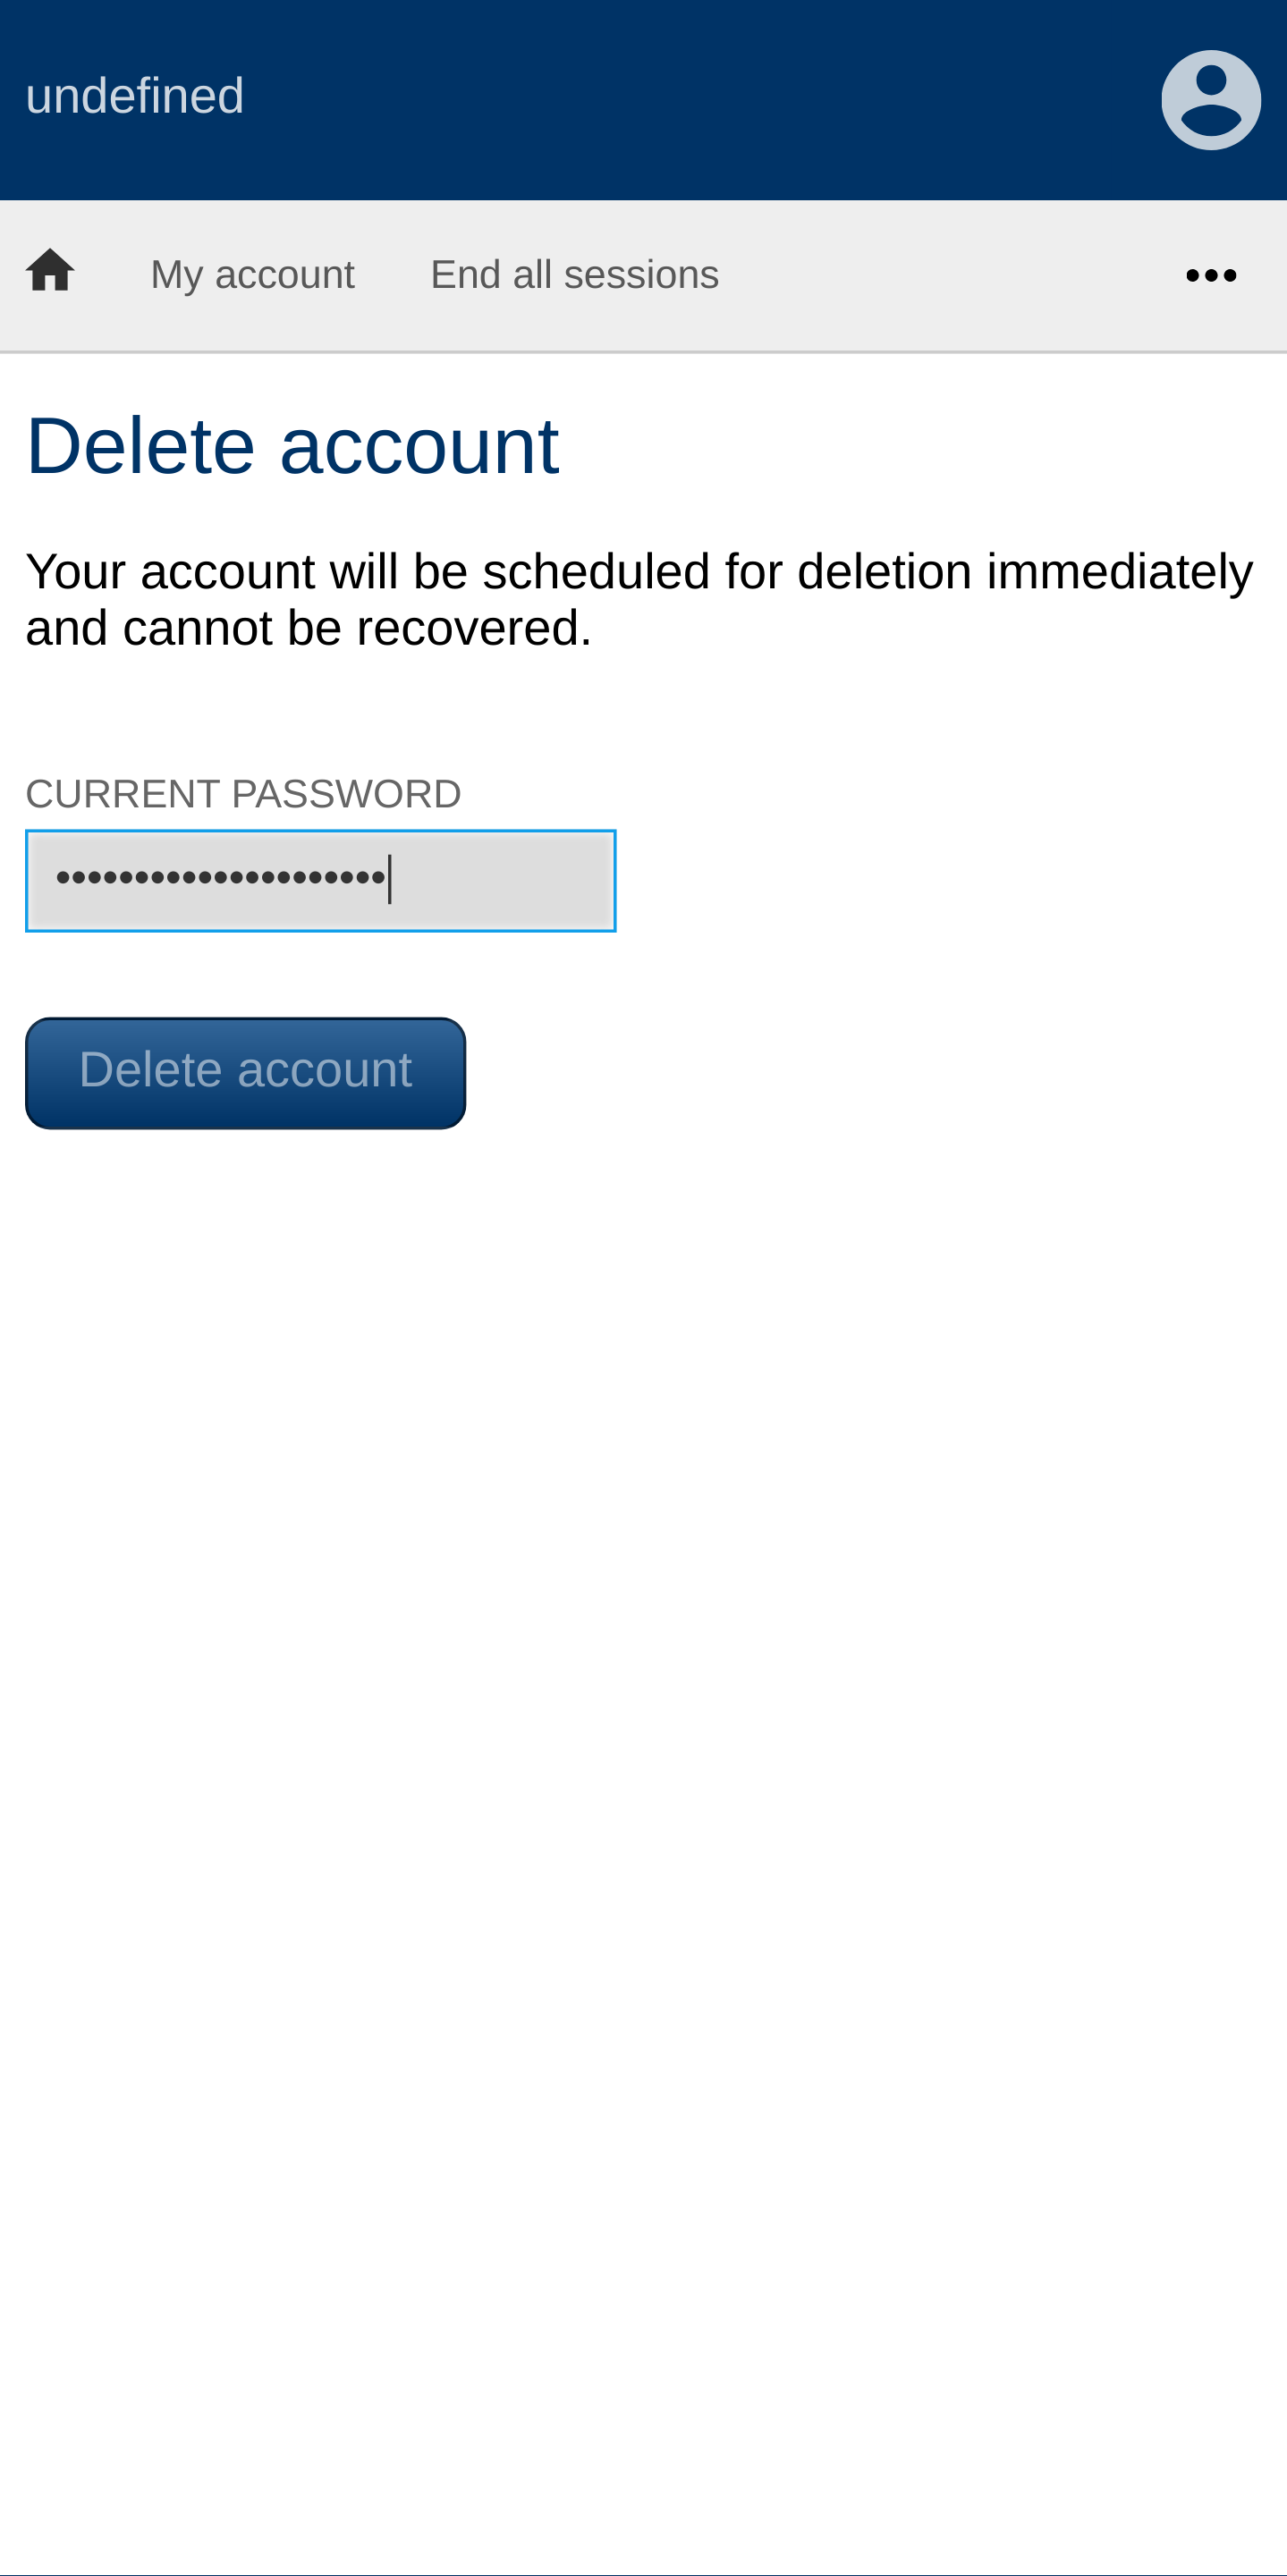 undefined
My account End all sessions •••
Delete account
Your account will be scheduled for deletion immediately
and cannot be recovered.
CURRENT PASSWORD
•••••••••••••••••••••
Delete account